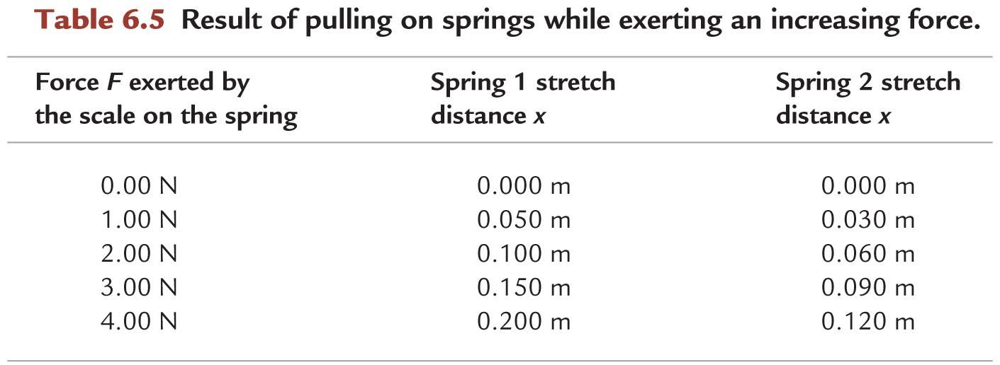 Table 6.5 Result of pulling on springs while exerting an increasing force.
Force F exerted by the scale on the spring Spring 1 stretch distance x Spring 2 stretch distance x
0.00 N 0.000 m 0.000 m
1.00 N 0.050 m 0.030 m
2.00 N 0.100 m 0.060 m
3.00 N 0.150 m 0.090 m
4.00 N 0.200 m 0.120 m